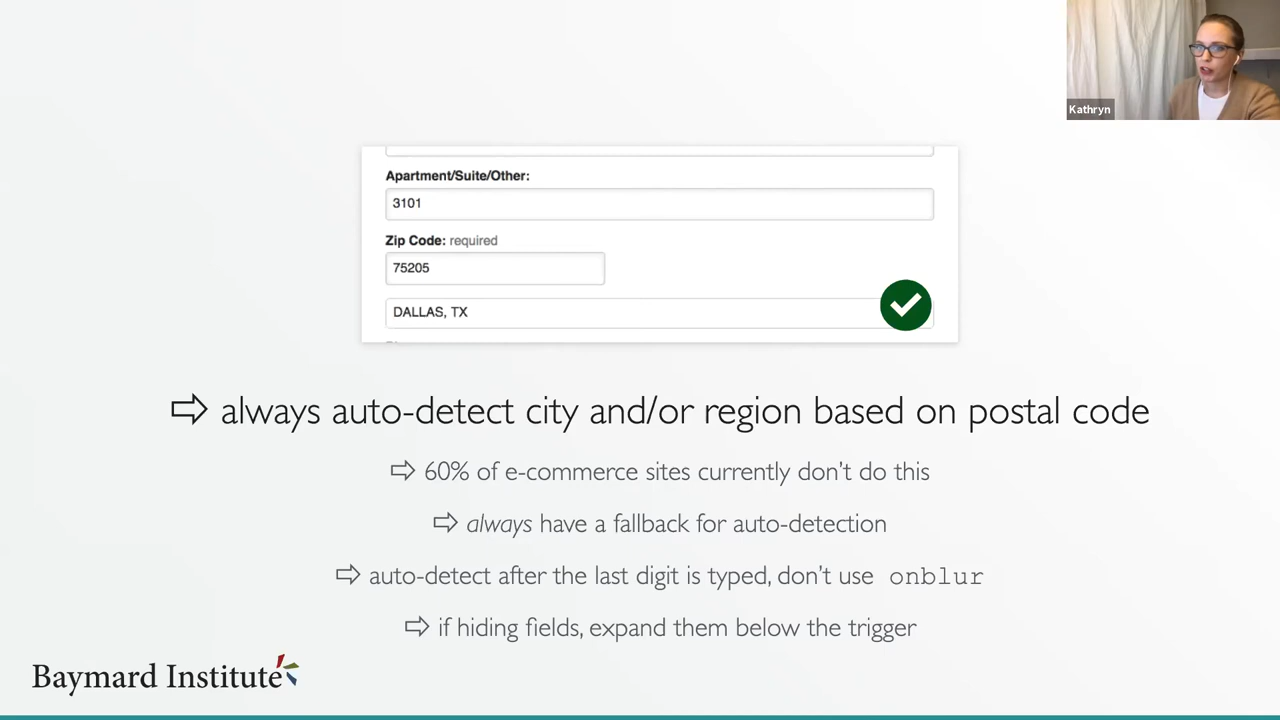 Kathryn
Apartment/Suite/Other:
3101
Zip Code: required
75205
DALLAS, TX
⇨ always auto-detect city and/or region based on postal code
⇨ 60% of e-commerce sites currently don't do this
⇨ always have a fallback for auto-detection
⇨ auto-detect after the last digit is typed, don't use onblur
⇨ if hiding fields, expand them below the trigger
Baymard Institute